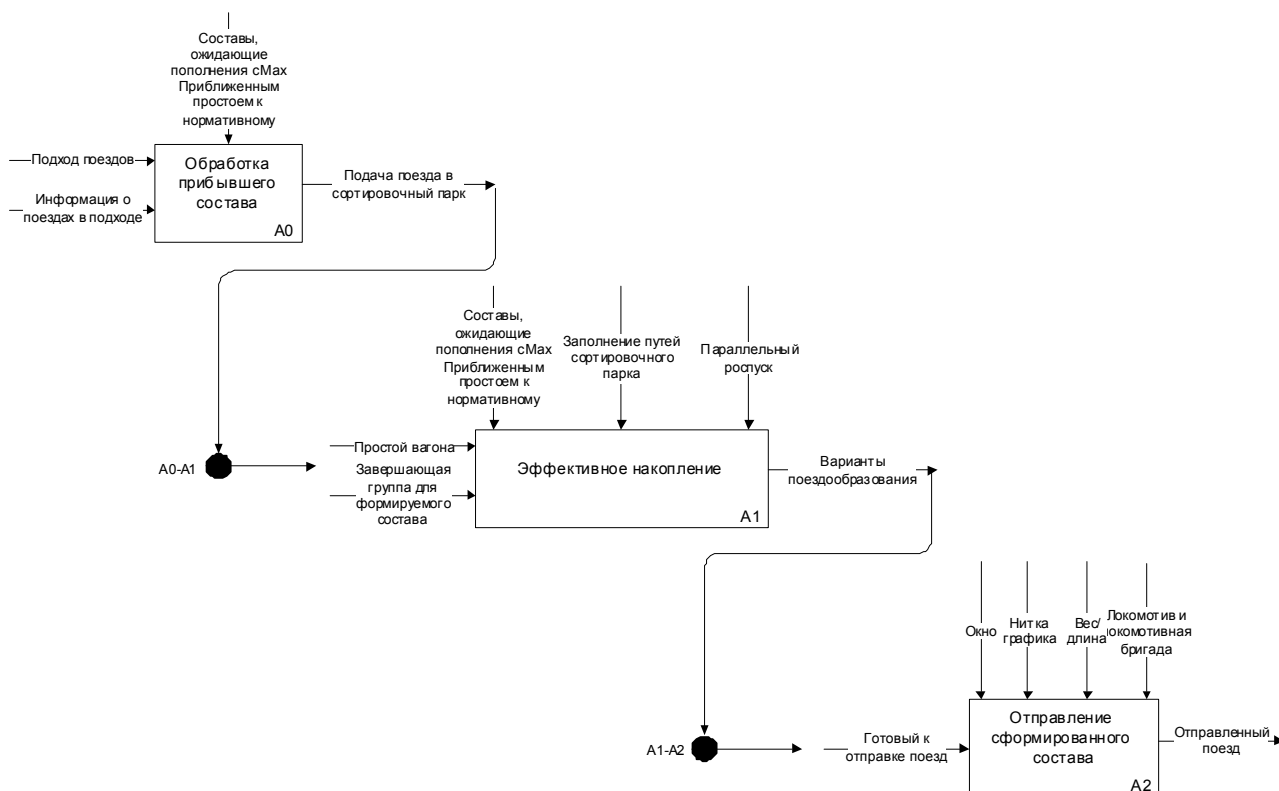 Составы,
ожидающие
пополнения сМах
Приближенным
простоем к
нормативному
Подход поездов
Информация о
поездах в подходе
Обработка
прибывшего
состава
A0
Подача поезда в
сортировочный парк
Составы,
ожидающие
пополнения сМах
Приближенным
простоем к
нормативному
Заполнение путей
сортировочного
парка
Параллельный
роспуск
A0-A1
Простой вагона
Завершающая
группа для
формируемого
состава
Эффективное накопление
A1
Варианты
поездообразования
Окно
Нитка
графика
Вес/
длина
Локомотив и
локомотивная
бригада
A1-A2
Готовый к
отправке поезд
Отправление
сформированного
состава
A2
Отправленный
поезд